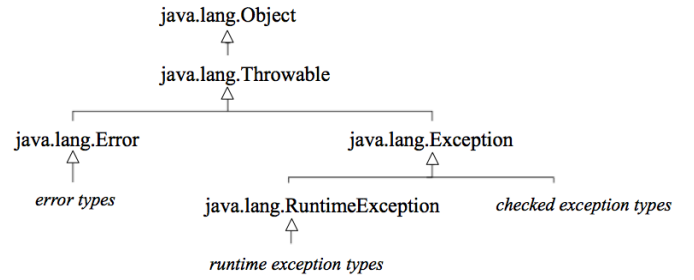 java.lang.Object
java.lang.Throwable
java.lang.Error
java.lang.Exception
error types
java.lang.RuntimeException
checked exception types
runtime exception types